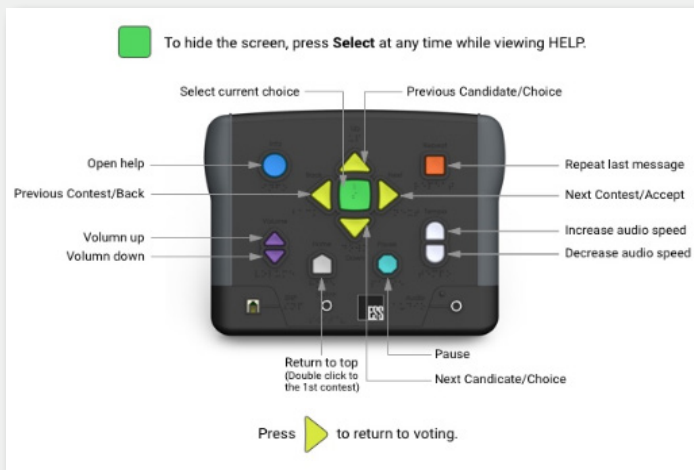 To hide the screen, press Select at any time while viewing HELP.
Select current choice
Previous Candidate/Choice
Open help
Repeat last message
Previous Contest/Back
Next Contest/Accept
Volumn up
Increase audio speed
Volumn down
Decrease audio speed
Return to top
(Double click to
the 1st contest)
Pause
Next Candicate/Choice
Press to return to voting.